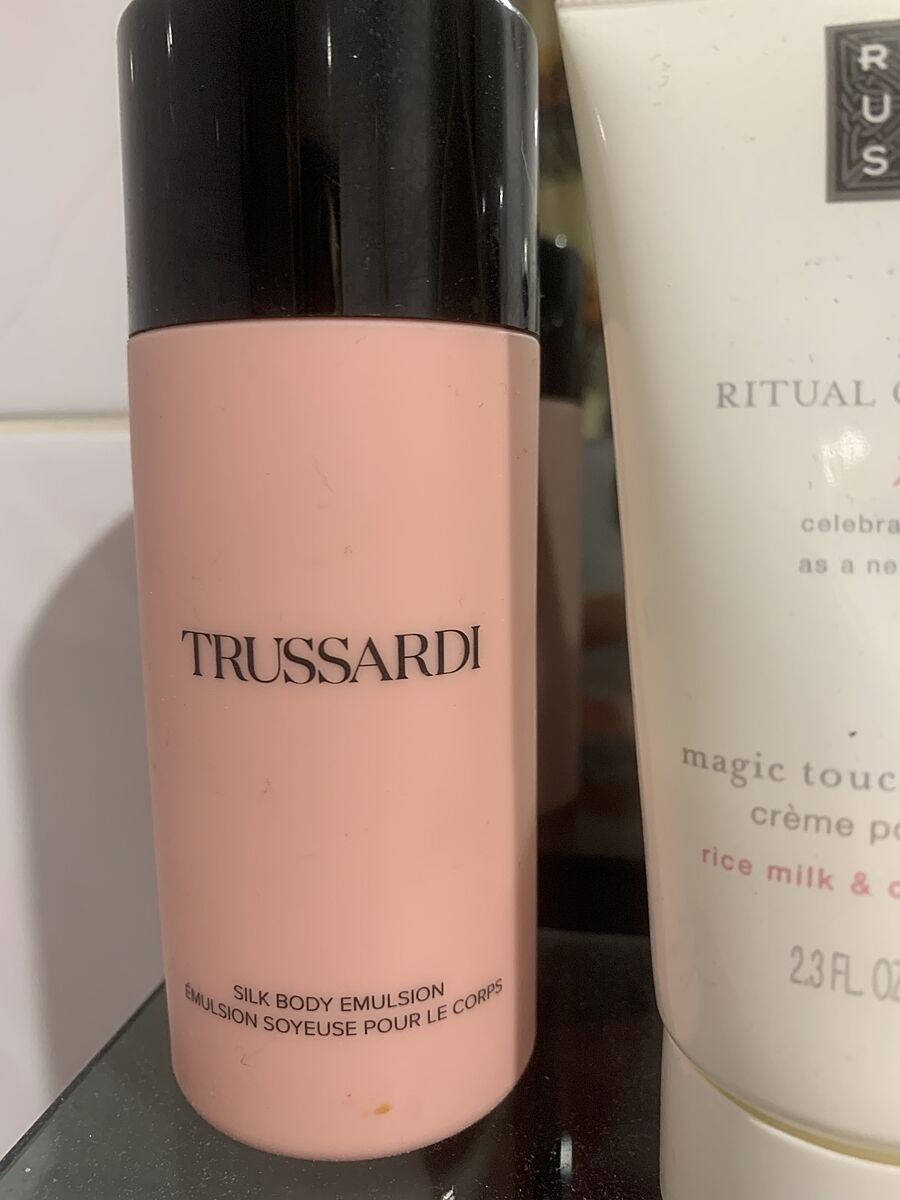 TRUSSARDI
SILK BODY EMULSION
ÉMULSION SOYEUSE POUR LE CORPS
R
U
S
RITUAL
celebra
as a ne
magic touc
crème po
rice milk &
2.3 FL. OZ